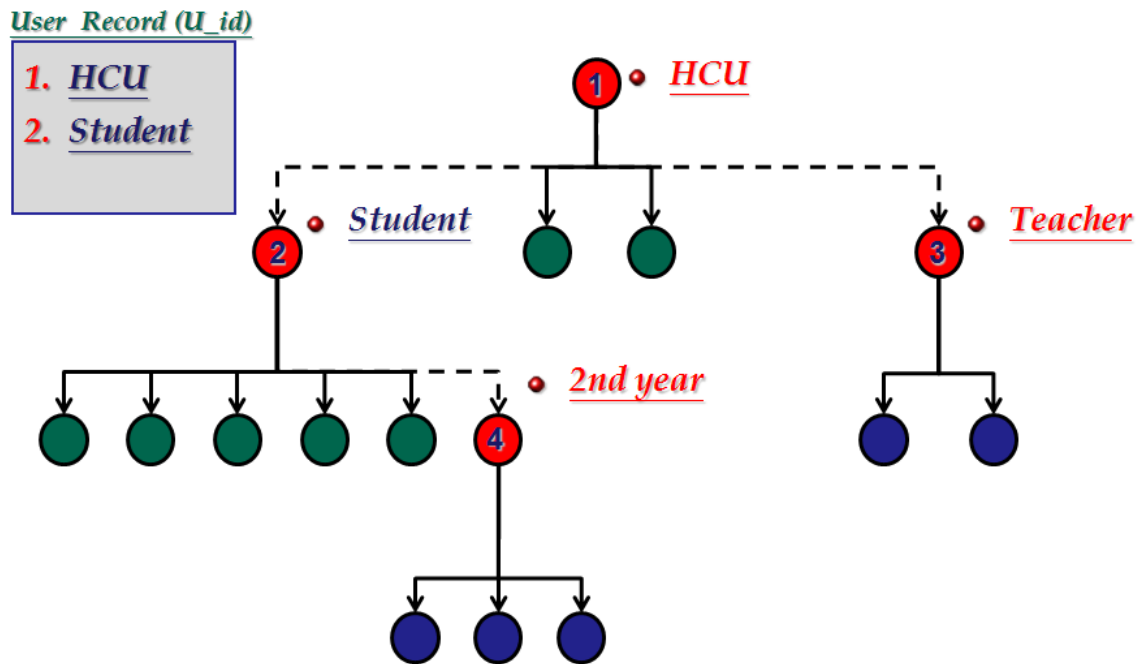 User Record (U_id)
1. HCU
2. Student
1
HCU
2
Student
3
Teacher
4
2nd year